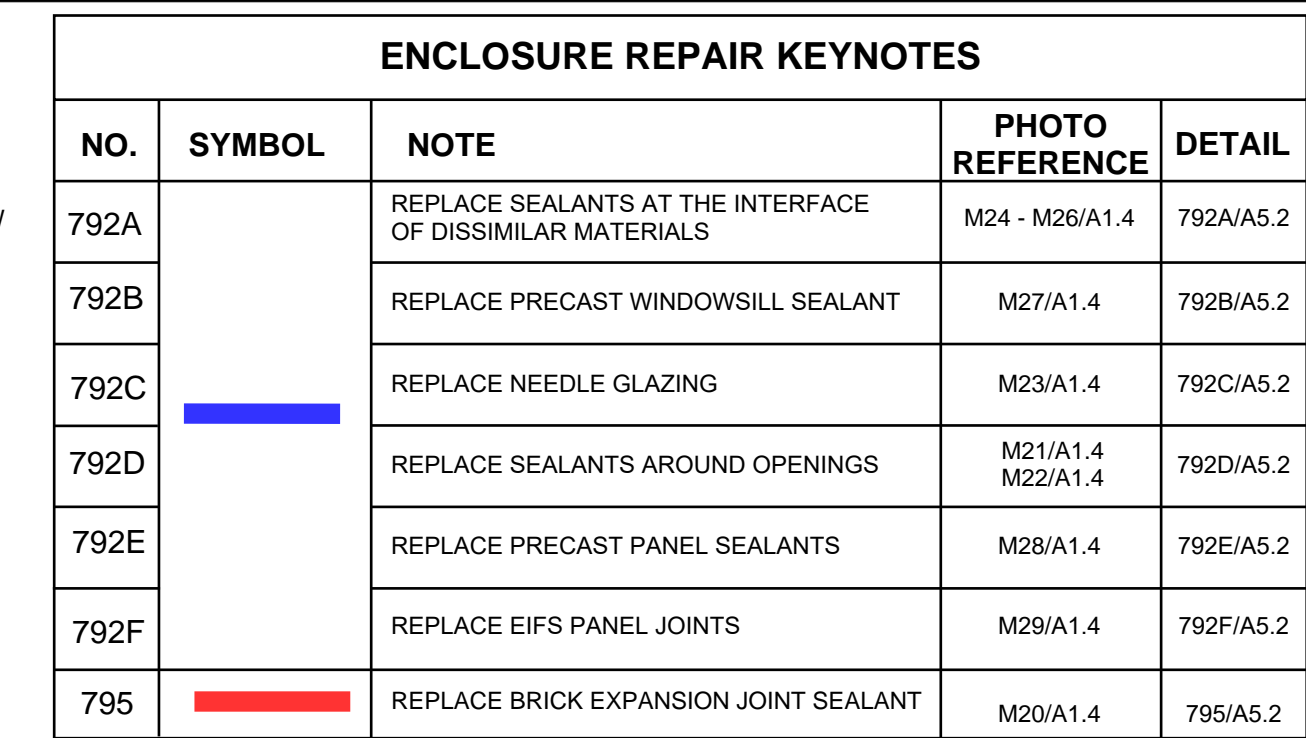 ENCLOSURE REPAIR KEYNOTES
NO. SYMBOL NOTE PHOTO REFERENCE DETAIL
792A REPLACE SEALANTS AT THE INTERFACE OF DISSIMILAR MATERIALS M24 - M26/A1.4 792A/A5.2
792B REPLACE PRECAST WINDOWSILL SEALANT M27/A1.4 792B/A5.2
792C REPLACE NEEDLE GLAZING M23/A1.4 792C/A5.2
792D REPLACE SEALANTS AROUND OPENINGS M21/A1.4 M22/A1.4 792D/A5.2
792E REPLACE PRECAST PANEL SEALANTS M28/A1.4 792E/A5.2
792F REPLACE EIFS PANEL JOINTS M29/A1.4 792F/A5.2
795 REPLACE BRICK EXPANSION JOINT SEALANT M20/A1.4 795/A5.2